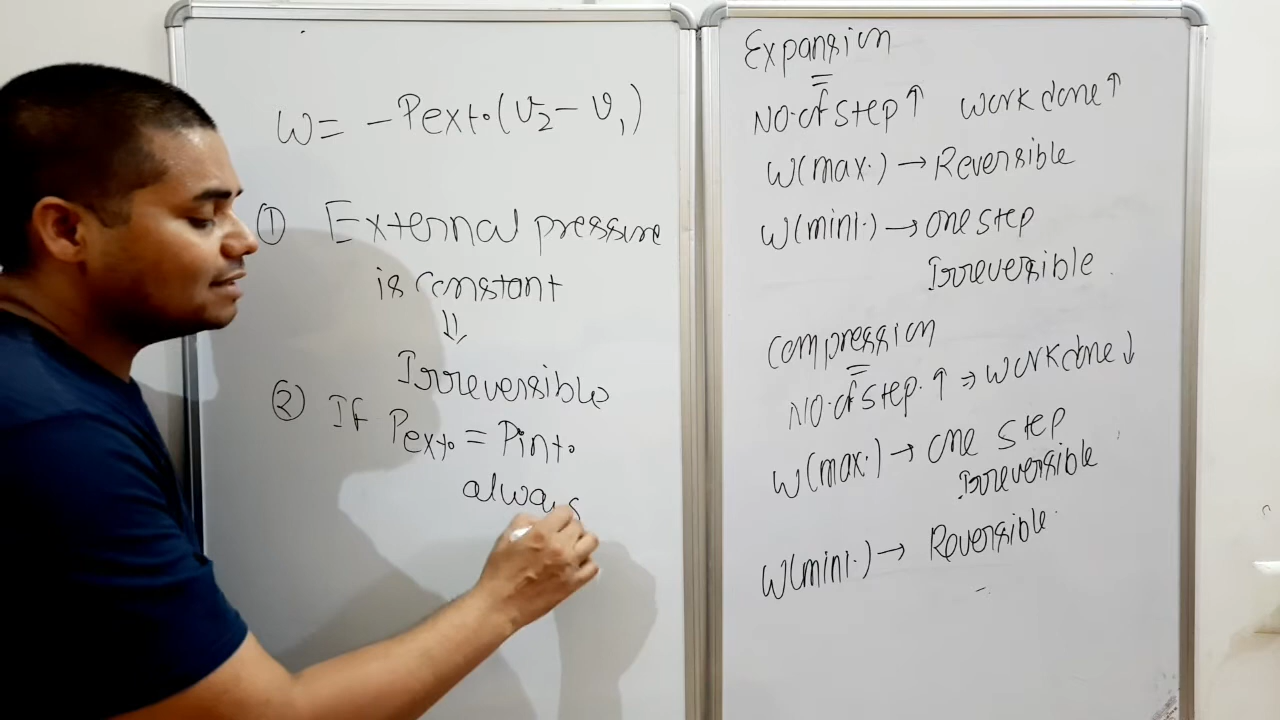 W= -Pext.(V2-V1)
① External pressure
is constant
⇓
Irreversible
② If Pext. = Pint.
always
Expansion
NO.of step↑ work done↑
W(max.) → Reversible
W(mini.) → one step
Irreversible.
compression
NO.of step.↑ ⇒ work done↓
W(max.) → one step
Irreversible
W(mini.) → Reversible.